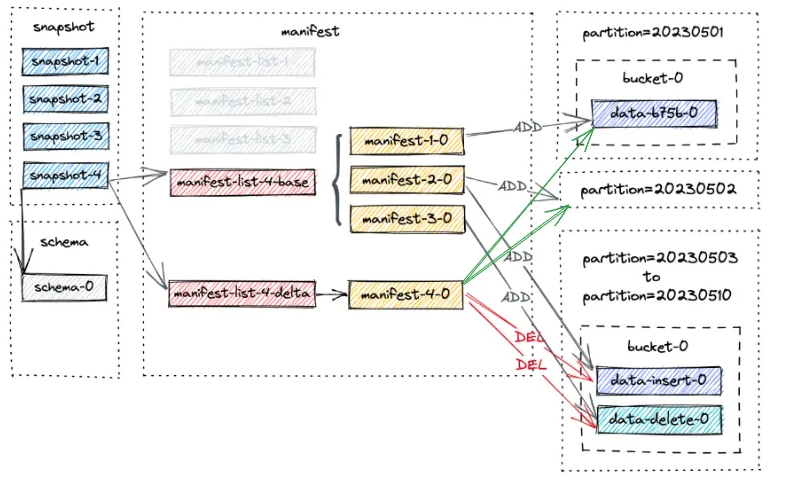 snapshot
snapshot-1
snapshot-2
snapshot-3
snapshot-4
schema
schema-0
manifest
manifest-list-1
manifest-list-2
manifest-list-3
manifest-list-4-base
manifest-list-4-delta
manifest-1-0
manifest-2-0
manifest-3-0
manifest-4-0
ADD
ADD
ADD
ADD
DEL
DEL
partition=20230501
bucket-0
data-b75b-0
partition=20230502
partition=20230503
to
partition=20230510
bucket-0
data-insert-0
data-delete-0